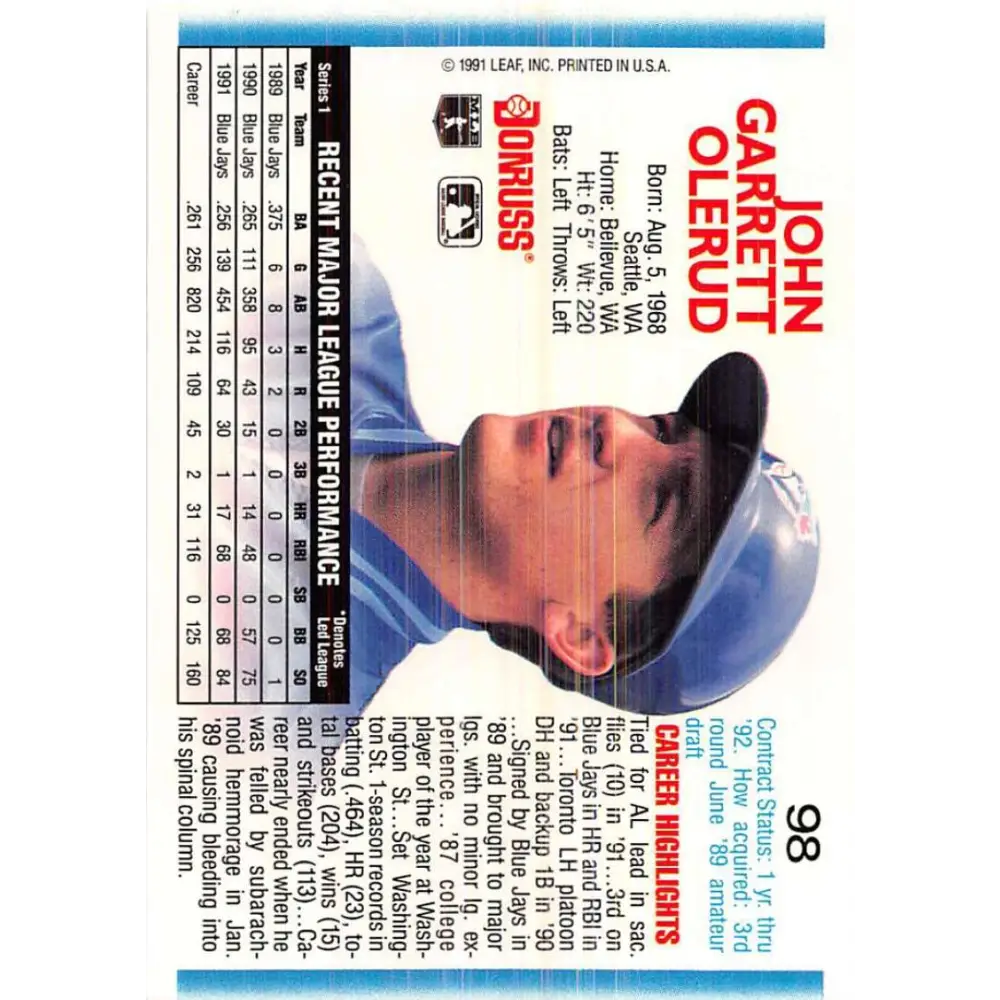 98
JOHN
GARRETT
OLERUD
Born: Aug. 5, 1968
Seattle, WA
Home: Bellevue, WA
Ht: 6'5" Wt: 220
Bats: Left Throws: Left
DONRUSS®
MLB
© 1991 LEAF, INC. PRINTED IN U.S.A.
Contract Status: 1 yr. thru
'92. How acquired: 3rd
round June '89 amateur
draft
CAREER HIGHLIGHTS
Tied for AL lead in sac.
flies (10) in '91...3rd on
Blue Jays in HR and RBI in
'91...Toronto LH platoon
DH and backup 1B in '90
...Signed by Blue Jays in
'89 and brought to major
lgs. with no minor lg. ex-
perience...'87 college
player of the year at Wash-
ington St...Set Washing-
ton St. 1-season records in
batting (.464), HR (23), to-
tal bases (204), wins (15)
and strikeouts (113)...Ca-
reer nearly ended when he
was felled by subarach-
noid hemmorage in Jan.
'89 causing bleeding into
his spinal column.
Series 1 RECENT MAJOR LEAGUE PERFORMANCE *Denotes
Led League
Year Team BA G AB H R 2B 3B HR RBI SB BB SO
1989 Blue Jays .375 6 8 3 2 0 0 0 0 0 0 1
1990 Blue Jays .265 111 358 95 43 15 1 14 48 0 57 75
1991 Blue Jays .256 139 454 116 64 30 1 17 68 0 68 84
Career .261 256 820 214 109 45 2 31 116 0 125 160